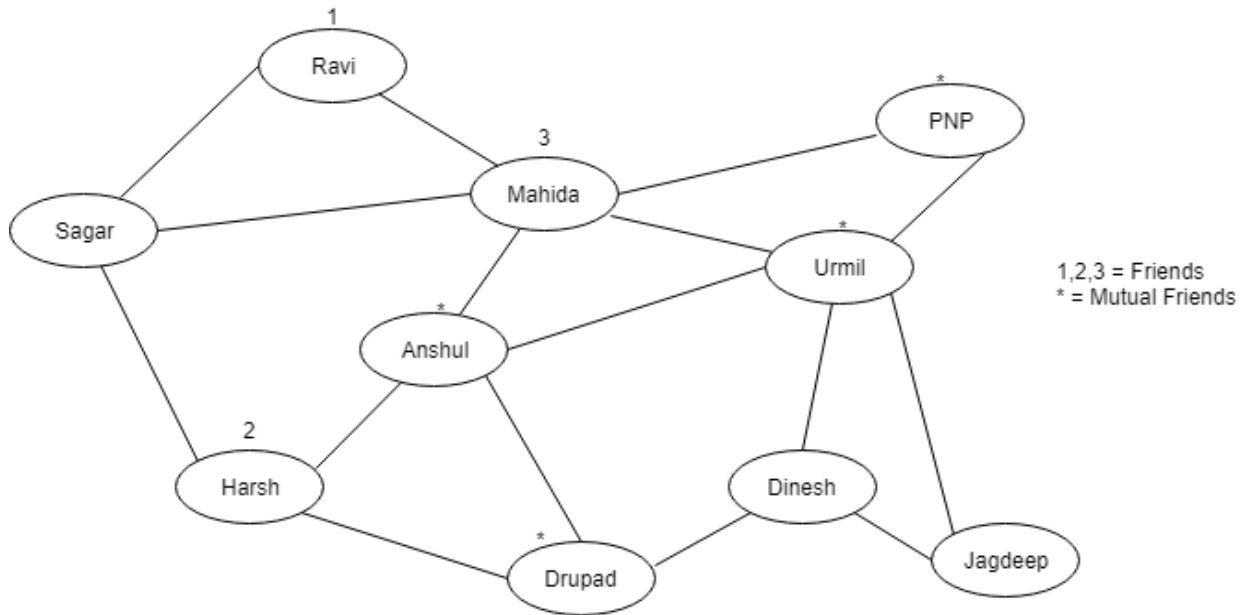 1
Ravi
*
PNP
3
Mahida
Sagar
*
Urmil
1,2,3 = Friends
* = Mutual Friends
*
Anshul
2
Harsh
Dinesh
*
Drupad
Jagdeep